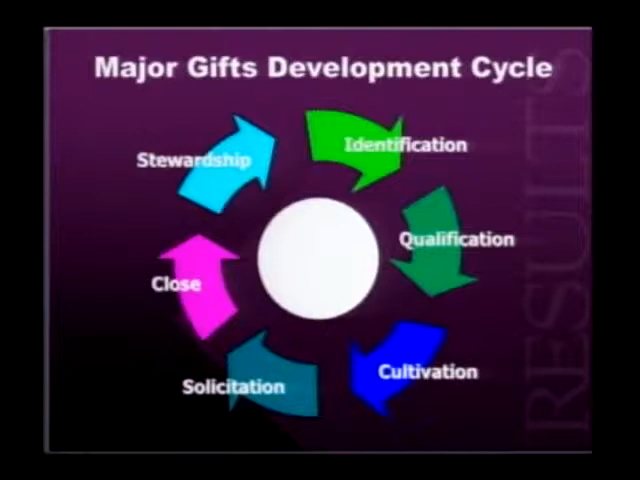 Major Gifts Development Cycle
Identification
Qualification
Cultivation
Solicitation
Close
Stewardship
RESULTS